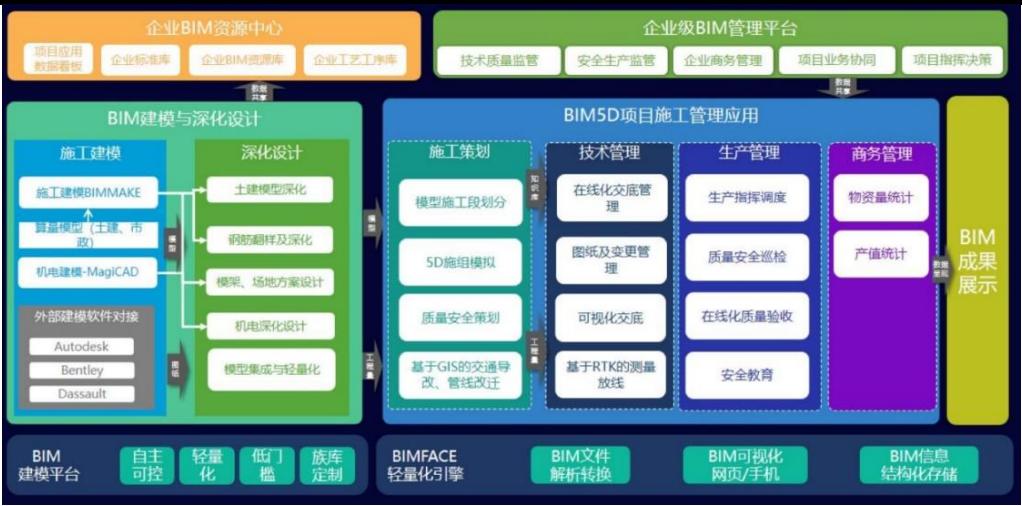 企业BIM资源中心
项目应用
数据看板
企业标准库
企业BIM资源库
企业工艺工序库
企业级BIM管理平台
技术质量监管
安全生产监管
企业商务管理
项目业务协同
项目指挥决策
数据
共享
数据
共享
BIM建模与深化设计
施工建模
施工建模BIMMAKE
算量模型（土建、市
政）
机电建模-MagiCAD
外部建模软件对接
Autodesk
Bentley
Dassault
模型
图纸
深化设计
土建模型深化
钢筋翻样及深化
模架、场地方案设计
机电深化设计
模型集成与轻量化
模型
工程量
BIM5D项目施工管理应用
施工策划
模型施工段划分
5D施组模拟
质量安全策划
基于GIS的交通导
改、管线改迁
知识库
工程量
技术管理
在线化交底管
理
图纸及变更管
理
可视化交底
基于RTK的测量
放线
生产管理
生产指挥调度
质量安全巡检
在线化质量验收
安全教育
商务管理
物资量统计
产值统计
数据
呈现
BIM
成果
展示
BIM
建模平台
自主
可控
轻量
化
低门
槛
族库
定制
BIMFACE
轻量化引擎
BIM文件
解析转换
BIM可视化
网页/手机
BIM信息
结构化存储